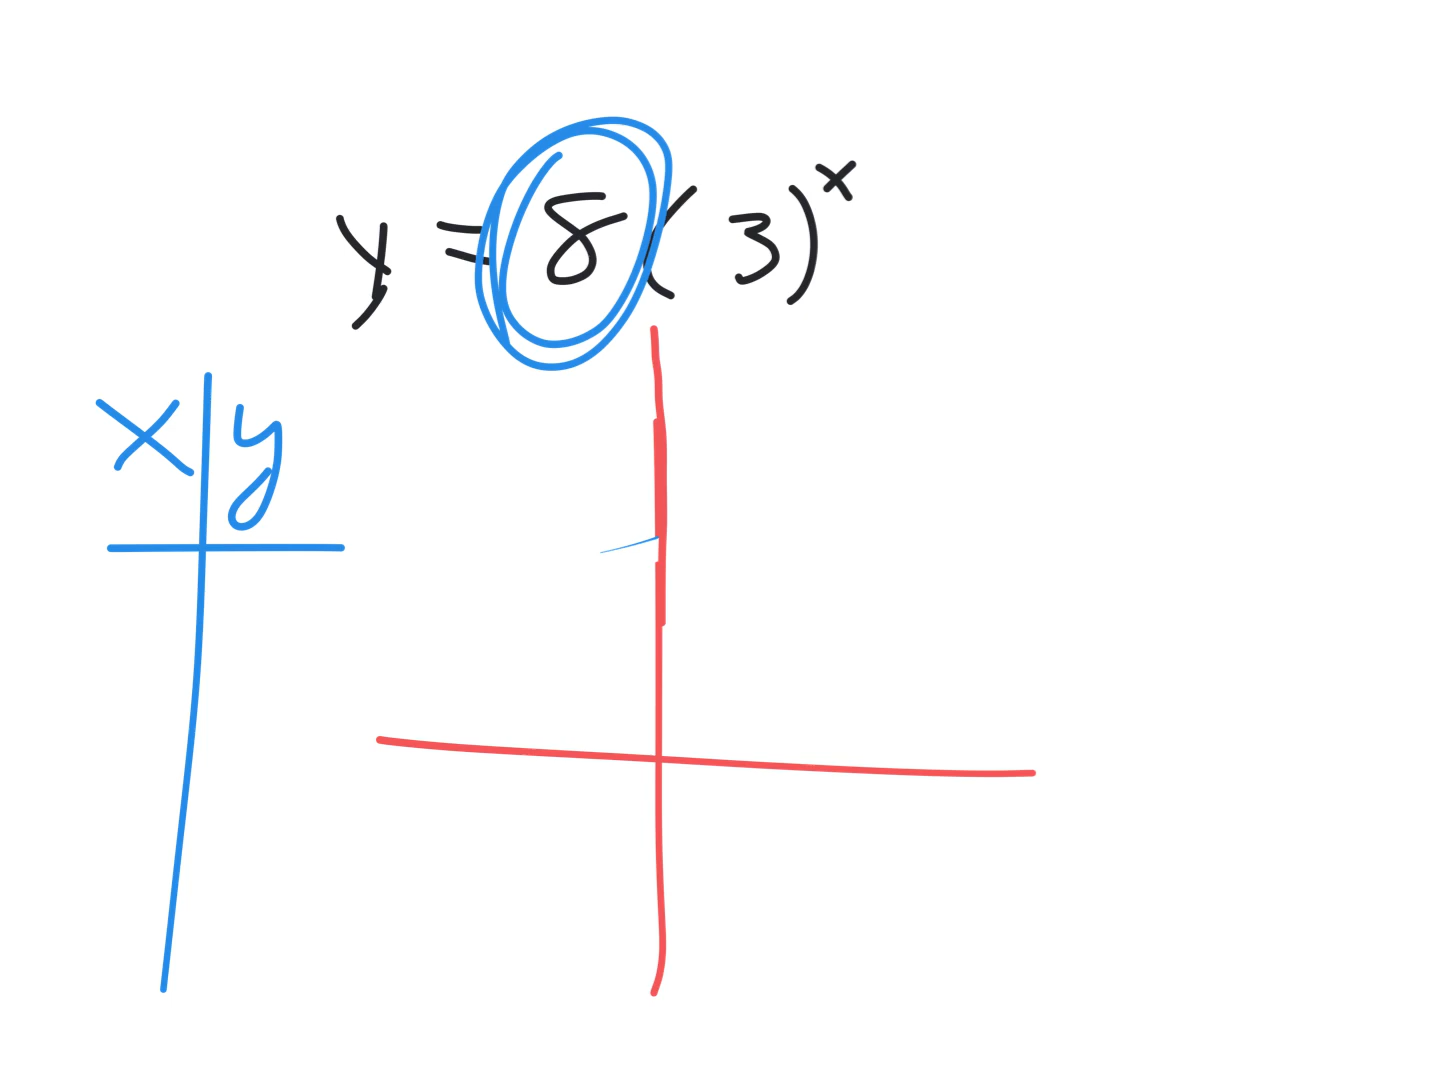 y = 8(3)^x
x | y